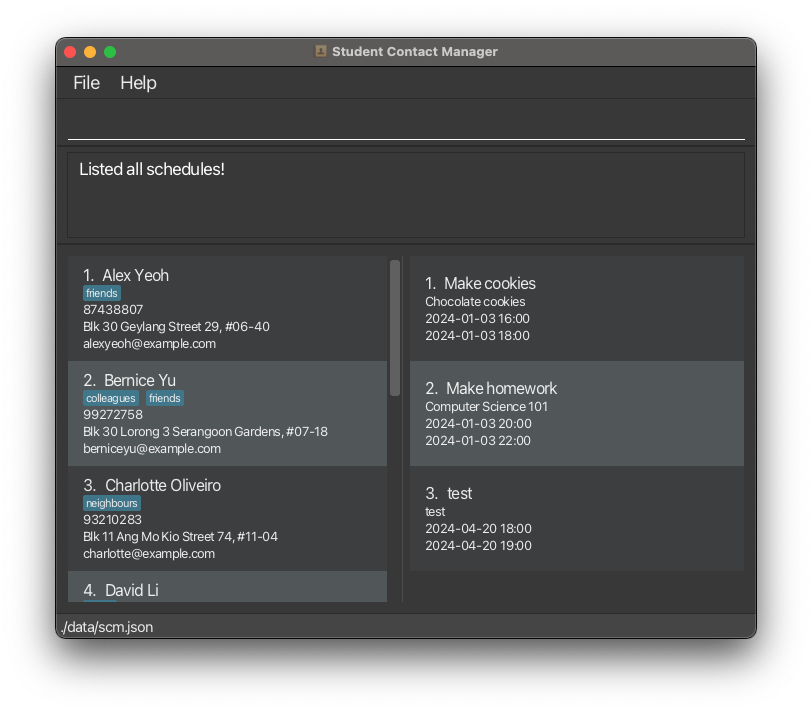 Student Contact Manager
File Help
Listed all schedules!
1. Alex Yeoh
friends
87438807
Blk 30 Geylang Street 29, #06-40
alexyeoh@example.com
2. Bernice Yu
colleagues friends
99272758
Blk 30 Lorong 3 Serangoon Gardens, #07-18
berniceyu@example.com
3. Charlotte Oliveiro
neighbours
93210283
Blk 11 Ang Mo Kio Street 74, #11-04
charlotte@example.com
4. David Li
1. Make cookies
Chocolate cookies
2024-01-03 16:00
2024-01-03 18:00
2. Make homework
Computer Science 101
2024-01-03 20:00
2024-01-03 22:00
3. test
test
2024-04-20 18:00
2024-04-20 19:00
./data/scm.json